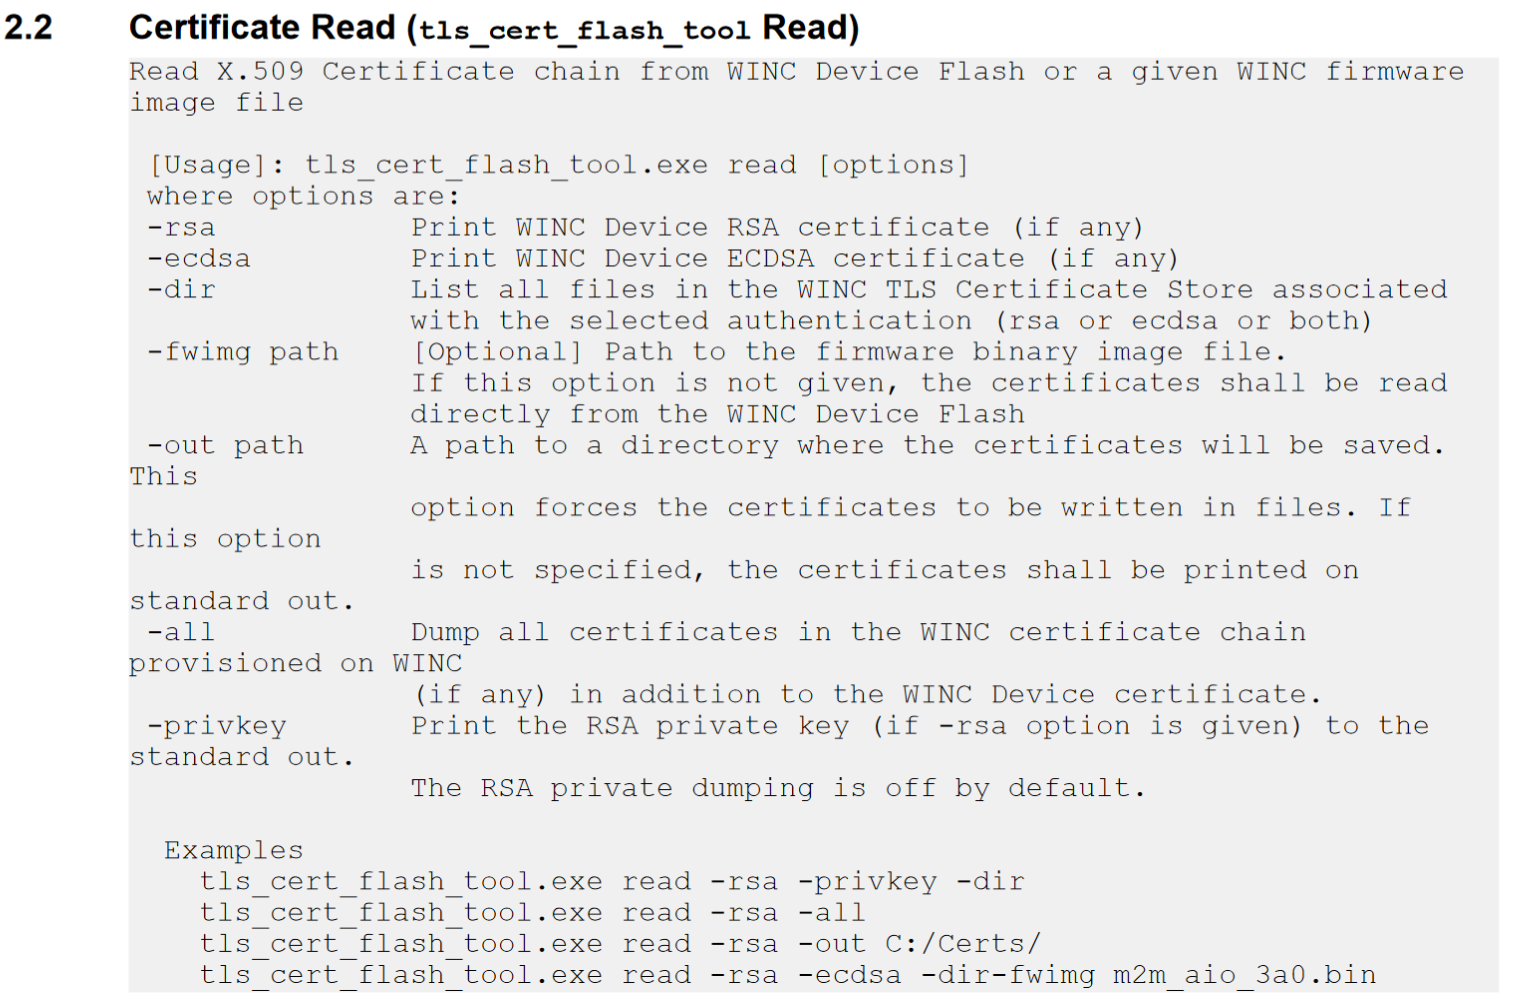 2.2 Certificate Read (tls_cert_flash_tool Read)
Read X.509 Certificate chain from WINC Device Flash or a given WINC firmware
image file
[Usage]: tls_cert_flash_tool.exe read [options]
where options are:
-rsa Print WINC Device RSA certificate (if any)
-ecdsa Print WINC Device ECDSA certificate (if any)
-dir List all files in the WINC TLS Certificate Store associated
with the selected authentication (rsa or ecdsa or both)
-fwimg path [Optional] Path to the firmware binary image file.
If this option is not given, the certificates shall be read
directly from the WINC Device Flash
-out path A path to a directory where the certificates will be saved.
This
option forces the certificates to be written in files. If
this option
is not specified, the certificates shall be printed on
standard out.
-all Dump all certificates in the WINC certificate chain
provisioned on WINC
(if any) in addition to the WINC Device certificate.
-privkey Print the RSA private key (if -rsa option is given) to the
standard out.
The RSA private dumping is off by default.
Examples
tls_cert_flash_tool.exe read -rsa -privkey -dir
tls_cert_flash_tool.exe read -rsa -all
tls_cert_flash_tool.exe read -rsa -out C:/Certs/
tls_cert_flash_tool.exe read -rsa -ecdsa -dir-fwimg m2m_aio_3a0.bin